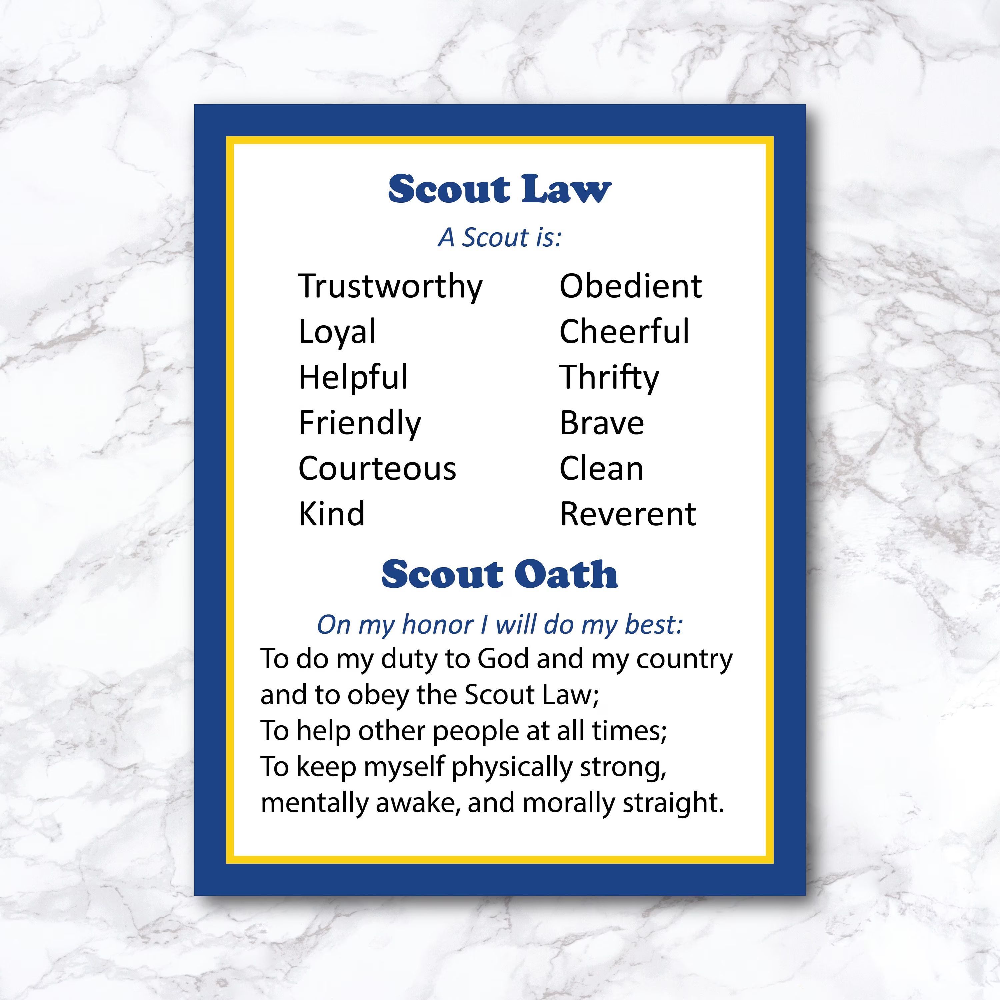 Scout Law
A Scout is:
Trustworthy
Loyal
Helpful
Friendly
Courteous
Kind
Obedient
Cheerful
Thrifty
Brave
Clean
Reverent
Scout Oath
On my honor I will do my best:
To do my duty to God and my country
and to obey the Scout Law;
To help other people at all times;
To keep myself physically strong,
mentally awake, and morally straight.